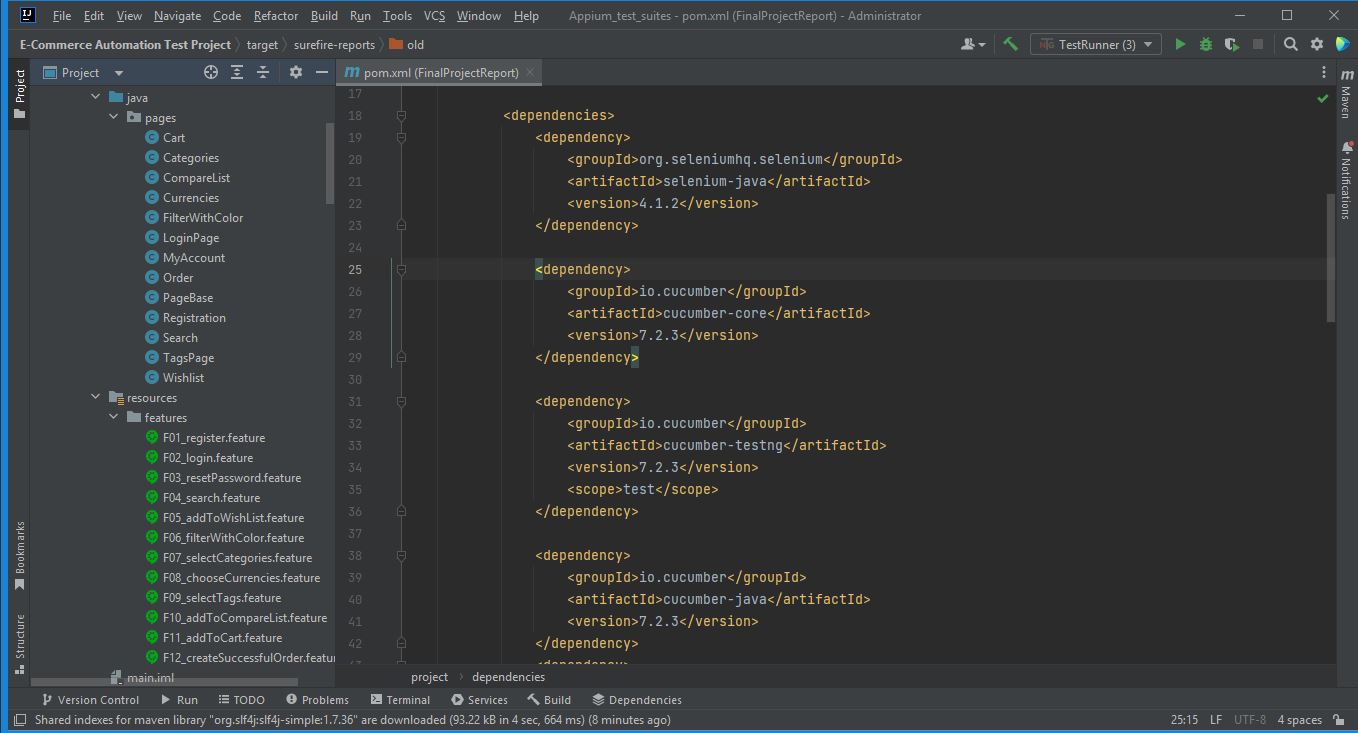 File Edit View Navigate Code Refactor Build Run Tools VCS Window Help Appium_test_suites - pom.xml (FinalProjectReport) - Administrator
E-Commerce Automation Test Project target surefire-reports old TestRunner (3)
Project pom.xml (FinalProjectReport)
Project
java
pages
Cart
Categories
CompareList
Currencies
FilterWithColor
LoginPage
MyAccount
Order
PageBase
Registration
Search
TagsPage
Wishlist
resources
features
F01_register.feature
F02_login.feature
F03_resetPassword.feature
F04_search.feature
F05_addToWishList.feature
F06_filterWithColor.feature
F07_selectCategories.feature
F08_chooseCurrencies.feature
F09_selectTags.feature
F10_addToCompareList.feature
F11_addToCart.feature
F12_createSuccessfulOrder.featu
main.iml
Bookmarks
Structure
17
18 <dependencies>
19 <dependency>
20 <groupId>org.seleniumhq.selenium</groupId>
21 <artifactId>selenium-java</artifactId>
22 <version>4.1.2</version>
23 </dependency>
24
25 <dependency>
26 <groupId>io.cucumber</groupId>
27 <artifactId>cucumber-core</artifactId>
28 <version>7.2.3</version>
29 </dependency>
30
31 <dependency>
32 <groupId>io.cucumber</groupId>
33 <artifactId>cucumber-testng</artifactId>
34 <version>7.2.3</version>
35 <scope>test</scope>
36 </dependency>
37
38 <dependency>
39 <groupId>io.cucumber</groupId>
40 <artifactId>cucumber-java</artifactId>
41 <version>7.2.3</version>
42 </dependency>
43 <dependency>
project dependencies
Maven
Notifications
Version Control Run TODO Problems Terminal Services Build Dependencies
Shared indexes for maven library "org.slf4j:slf4j-simple:1.7.36" are downloaded (93.22 kB in 4 sec, 664 ms) (8 minutes ago) 25:15 LF UTF-8 4 spaces